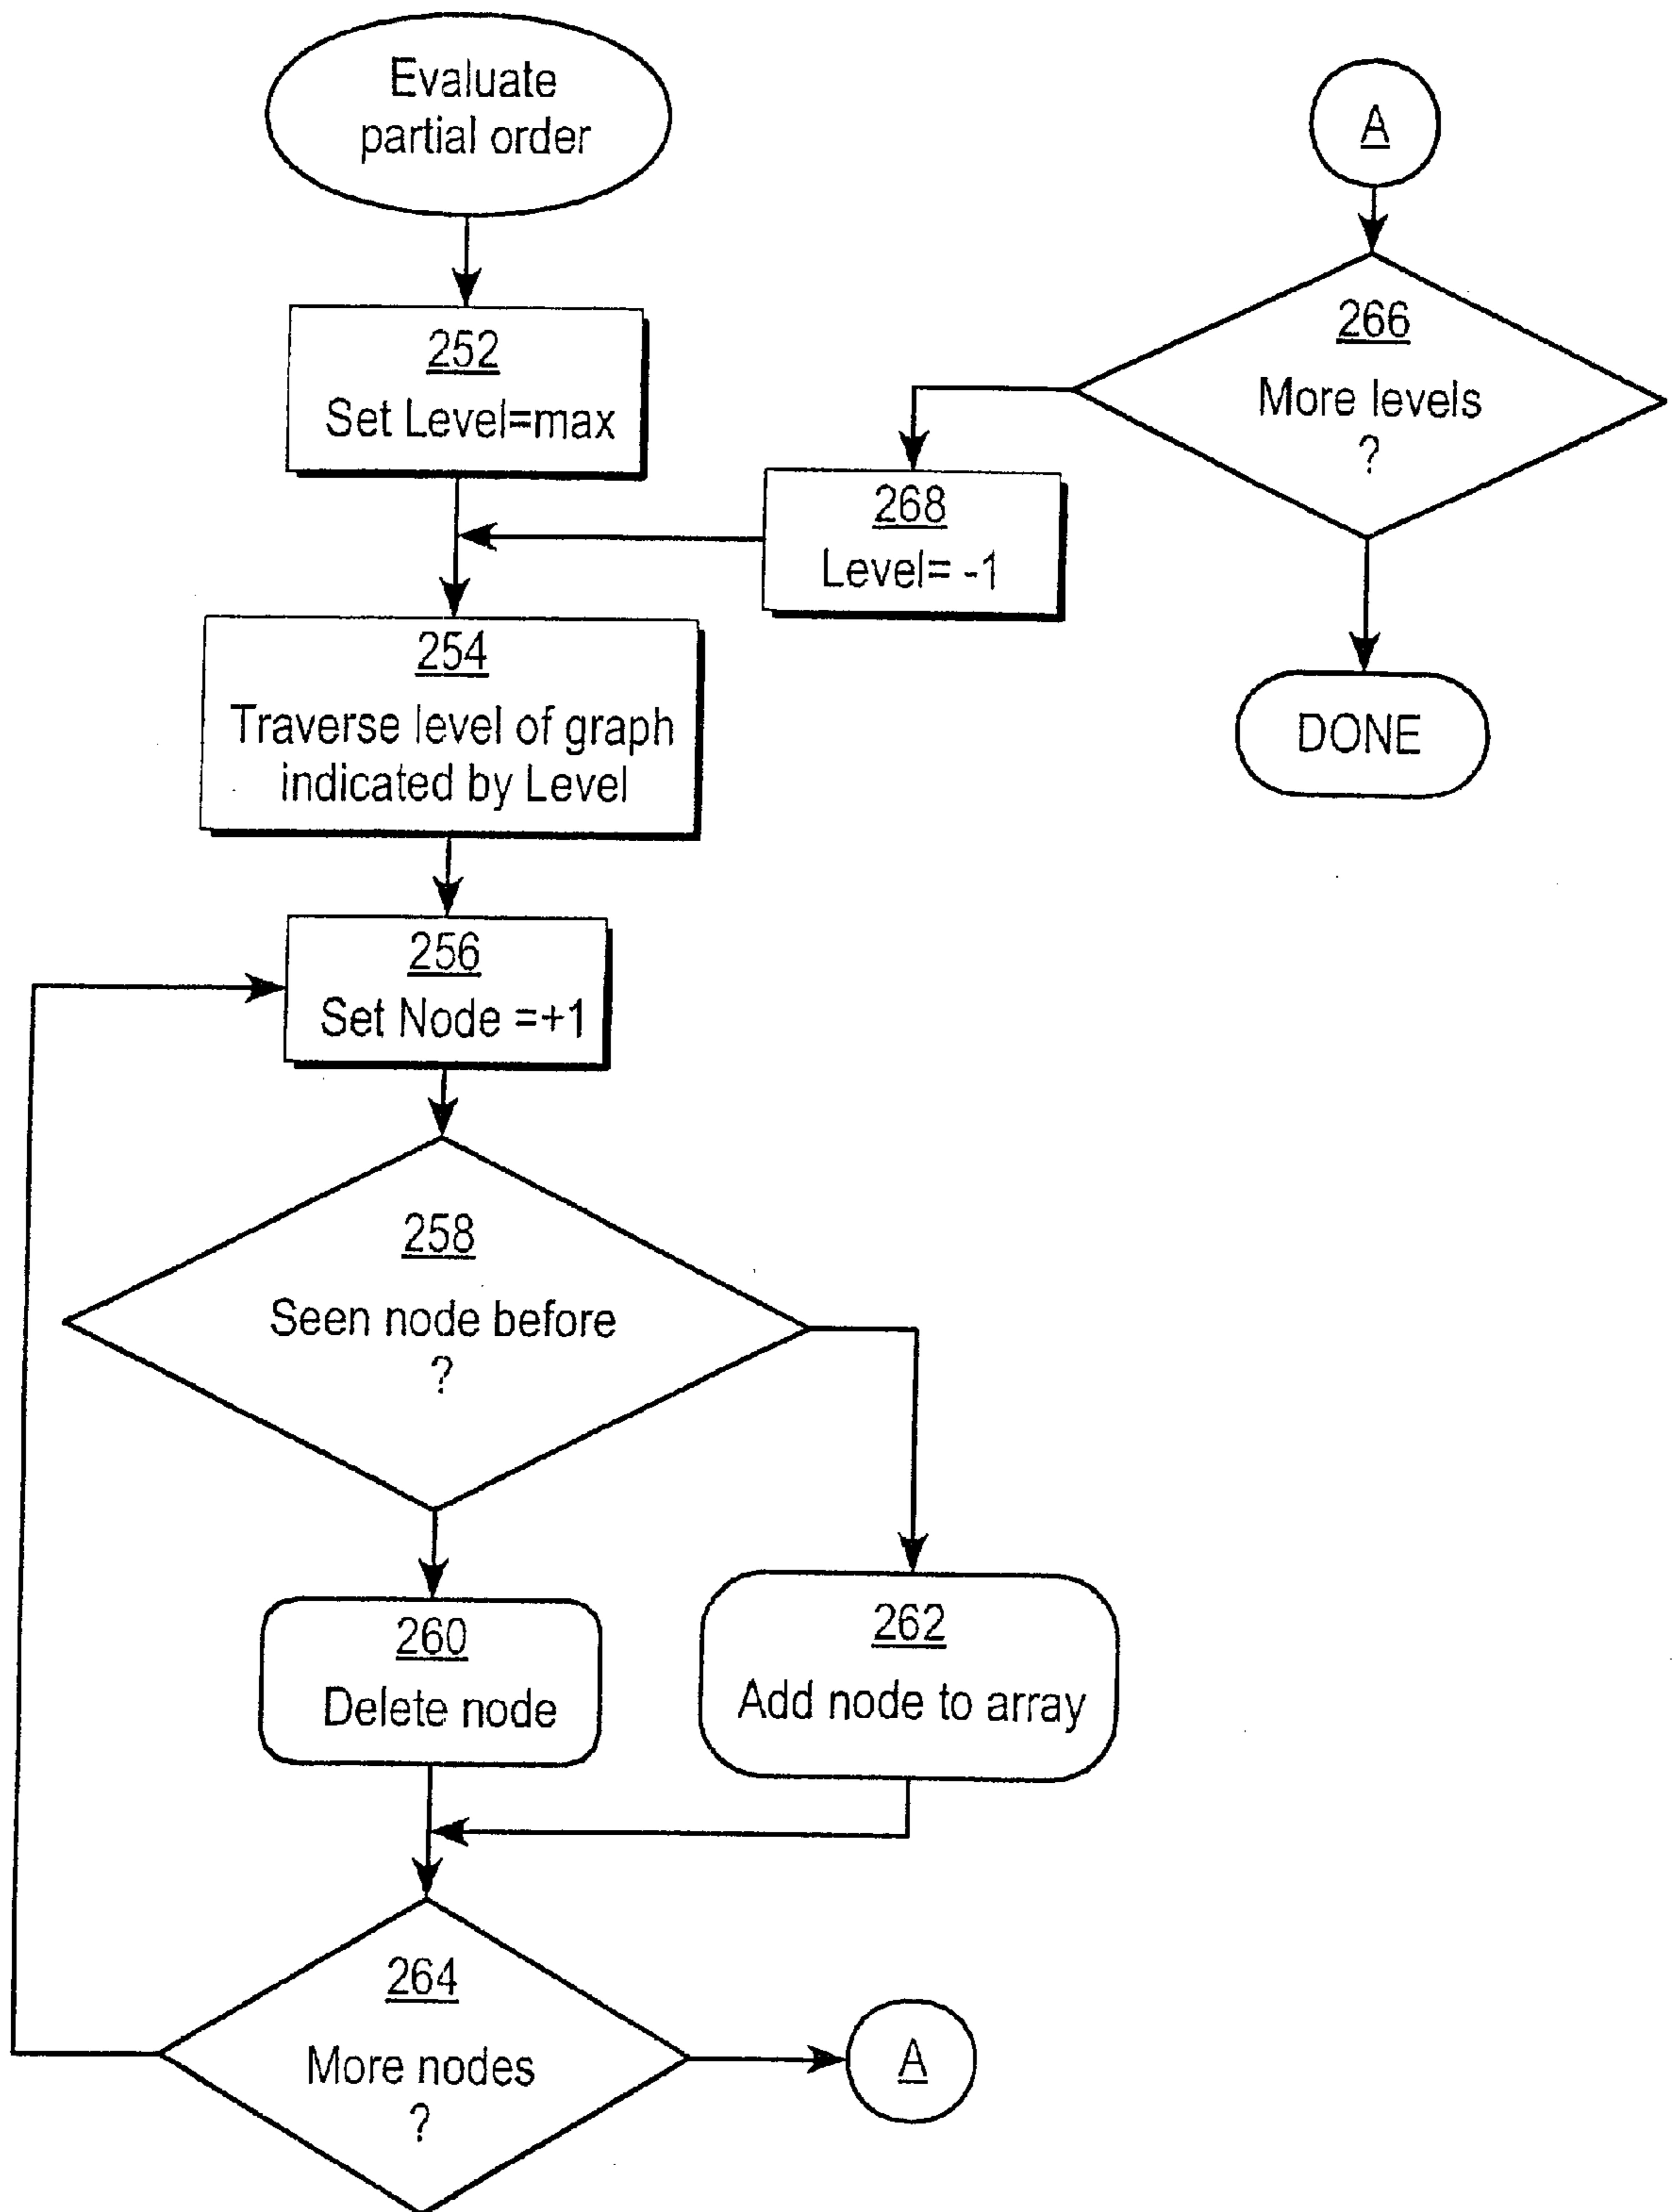 Evaluate
partial order
252
Set Level=max
254
Traverse level of graph
indicated by Level
256
Set Node =+1
258
Seen node before
?
260
Delete node
262
Add node to array
264
More nodes
?
A
A
266
More levels
?
268
Level= -1
DONE